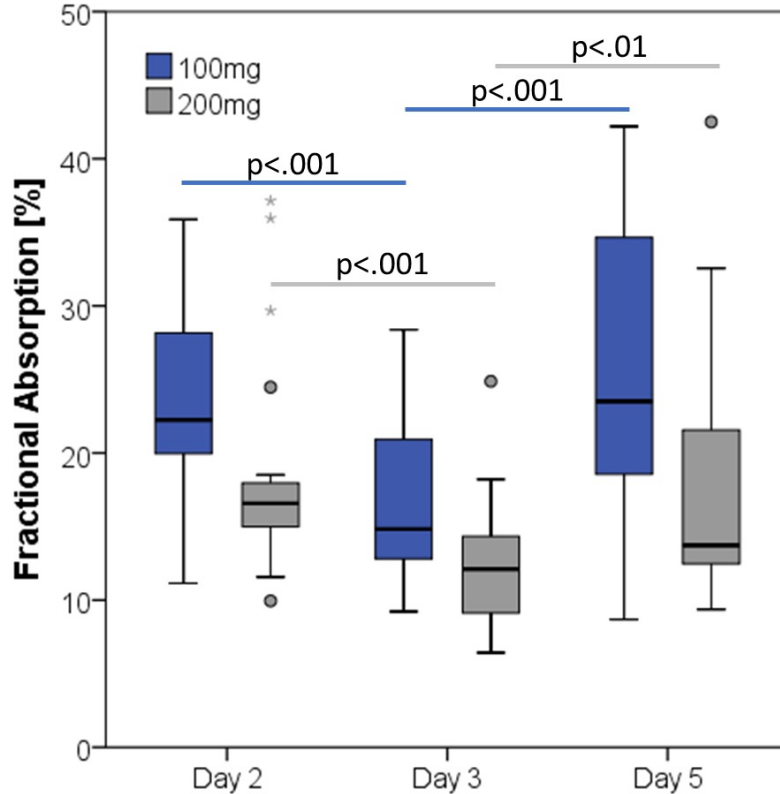 Fractional Absorption [%]
50
40
30
20
10
0
100mg
200mg
p<.01
p<.001
p<.001
p<.001
Day 2
Day 3
Day 5